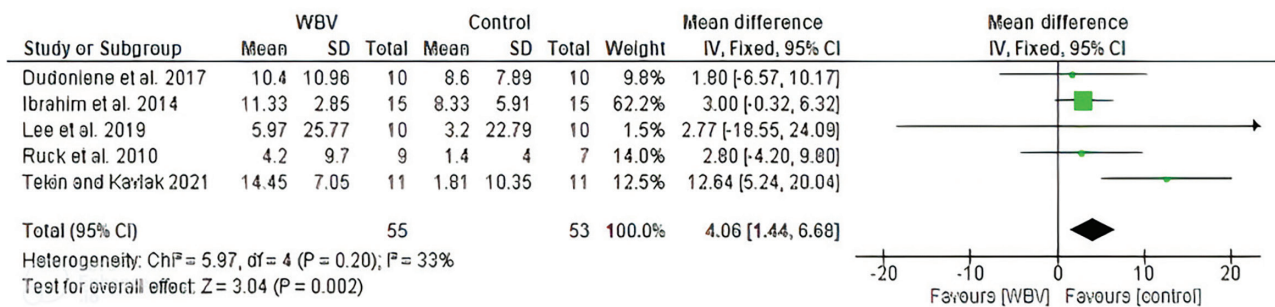 WBV Control Mean difference Mean difference
Study or Subgroup Mean SD Total Mean SD Total Weight IV, Fixed, 95% CI IV, Fixed, 95% CI
Dudoniene et al. 2017 10.4 10.96 10 8.6 7.89 10 9.8% 1.80 [-6.57, 10.17]
Ibrahim et al. 2014 11.33 2.85 15 8.33 5.91 15 62.2% 3.00 [-0.32, 6.32]
Lee et al. 2019 5.97 25.77 10 3.2 22.79 10 1.5% 2.77 [-18.55, 24.09]
Ruck et al. 2010 4.2 9.7 9 1.4 4 7 14.0% 2.80 [-4.20, 9.80]
Tekin and Kavlak 2021 14.45 7.05 11 1.81 10.35 11 12.5% 12.64 [5.24, 20.04]
Total (95% CI) 55 53 100.0% 4.06 [1.44, 6.68]
Heterogeneity: Chi² = 5.97, df = 4 (P = 0.20); I² = 33%
Test for overall effect: Z = 3.04 (P = 0.002)
-20 -10 0 10 20
Favours [WBV] Favours [control]